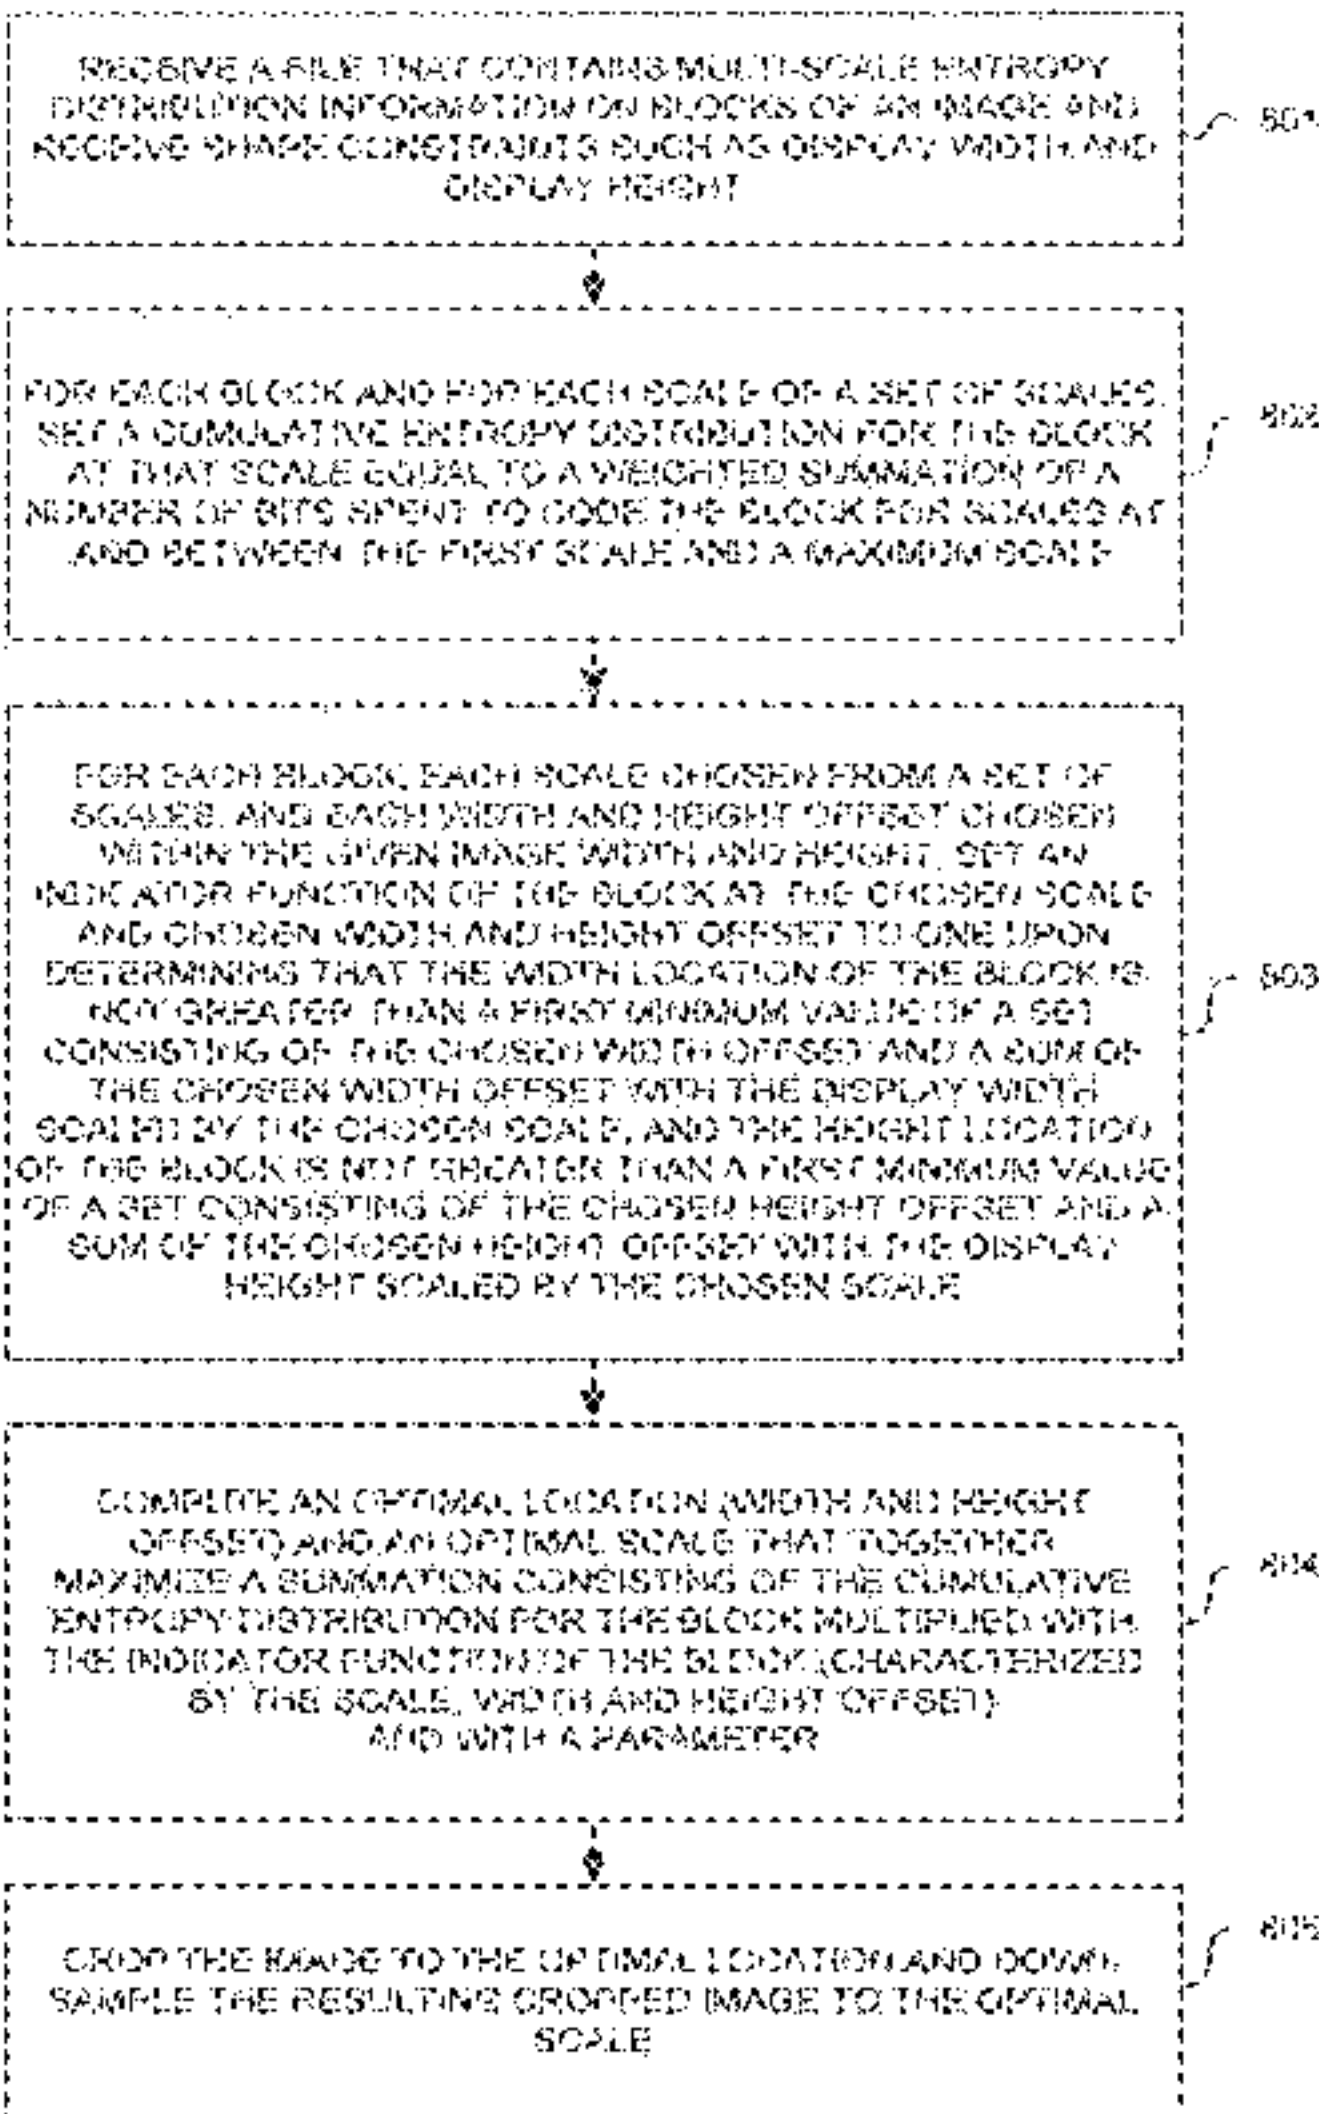 RECEIVE A FILE THAT CONTAINS MULTI-SCALE ENTROPY
DISTRIBUTION INFORMATION ON BLOCKS OF AN IMAGE AND
RECEIVE SHAPE CONSTRAINTS SUCH AS DISPLAY WIDTH AND
DISPLAY HEIGHT
FOR EACH BLOCK AND FOR EACH SCALE OF A SET OF SCALES,
SET A CUMULATIVE ENTROPY DISTRIBUTION FOR THE BLOCK
AT THAT SCALE EQUAL TO A WEIGHTED SUMMATION OF A
NUMBER OF BITS SPENT TO CODE THE BLOCK FOR SCALES AT
AND BETWEEN THE FIRST SCALE AND A MAXIMUM SCALE
FOR EACH BLOCK, EACH SCALE CHOSEN FROM A SET OF
SCALES, AND EACH WIDTH AND HEIGHT OFFSET CHOSEN
WITHIN THE GIVEN IMAGE WIDTH AND HEIGHT, SET AN
INDICATOR FUNCTION OF THE BLOCK AT THE CHOSEN SCALE
AND CHOSEN WIDTH AND HEIGHT OFFSET TO ONE UPON
DETERMINING THAT THE WIDTH LOCATION OF THE BLOCK IS
NOT GREATER THAN A FIRST MINIMUM VALUE OF A SET
CONSISTING OF THE CHOSEN WIDTH OFFSET AND A SUM OF
THE CHOSEN WIDTH OFFSET WITH THE DISPLAY WIDTH
SCALED BY THE CHOSEN SCALE, AND THE HEIGHT LOCATION
OF THE BLOCK IS NOT GREATER THAN A FIRST MINIMUM VALUE
OF A SET CONSISTING OF THE CHOSEN HEIGHT OFFSET AND A
SUM OF THE CHOSEN HEIGHT OFFSET WITH THE DISPLAY
HEIGHT SCALED BY THE CHOSEN SCALE
COMPUTE AN OPTIMAL LOCATION (WIDTH AND HEIGHT
OFFSET) AND AN OPTIMAL SCALE THAT TOGETHER
MAXIMIZE A SUMMATION CONSISTING OF THE CUMULATIVE
ENTROPY DISTRIBUTION FOR THE BLOCK MULTIPLIED WITH
THE INDICATOR FUNCTION OF THE BLOCK (CHARACTERIZED
BY THE SCALE, WIDTH AND HEIGHT OFFSET)
AND WITH A PARAMETER
CROP THE IMAGE TO THE OPTIMAL LOCATION AND DOWN-
SAMPLE THE RESULTING CROPPED IMAGE TO THE OPTIMAL
SCALE